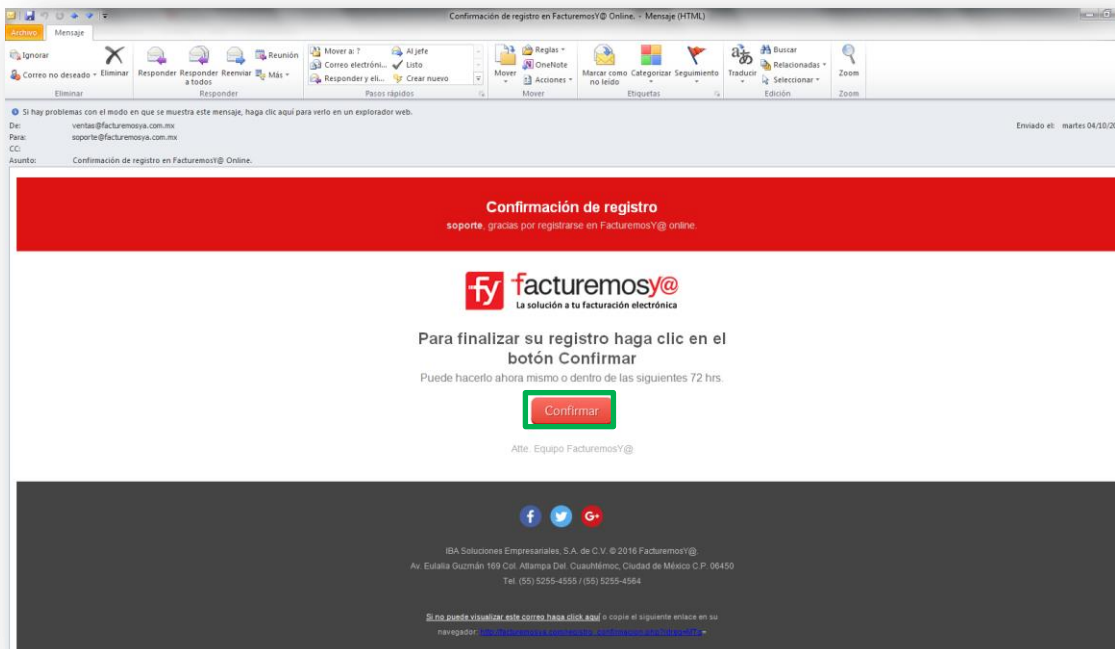 Confirmación de registro en FacturemosY@ Online. - Mensaje (HTML)
Archivo Mensaje
Ignorar
Correo no deseado
Eliminar
Responder
Responder a todos
Reenviar
Reunión
Más
Eliminar
Responder
Mover a: ?
Correo electróni...
Responder y eli...
Al jefe
Listo
Crear nuevo
Pasos rápidos
Mover
Reglas
OneNote
Acciones
Mover
Marcar como no leído
Categorizar
Seguimiento
Etiquetas
Traducir
Buscar
Relacionadas
Seleccionar
Edición
Zoom
Zoom
Si hay problemas con el modo en que se muestra este mensaje, haga clic aquí para verlo en un explorador web.
De: ventas@facturemosya.com.mx
Enviado el: martes 04/10/20
Para: soporte@facturemosya.com.mx
CC:
Asunto: Confirmación de registro en FacturemosY@ Online.
Confirmación de registro
soporte, gracias por registrarse en FacturemosY@ online.
fy facturemosy@
La solución a tu facturación electrónica
Para finalizar su registro haga clic en el
botón Confirmar
Puede hacerlo ahora mismo o dentro de las siguientes 72 hrs.
Confirmar
Atte. Equipo FacturemosY@
f G+
IBA Soluciones Empresariales, S.A. de C.V. © 2016 FacturemosY@.
Av. Eulalia Guzmán 169 Col. Atlampa Del. Cuauhtémoc, Ciudad de México C.P. 06450
Tel. (55) 5255-4555 / (55) 5255-4564
Si no puede visualizar este correo haga click aquí o copie el siguiente enlace en su
navegador: